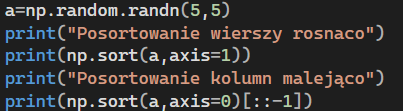 a=np.random.randn(5,5)
print("Posortowanie wierszy rosnaco")
print(np.sort(a,axis=1))
print("Posortowanie kolumn malejąco")
print(np.sort(a,axis=0)[::-1])